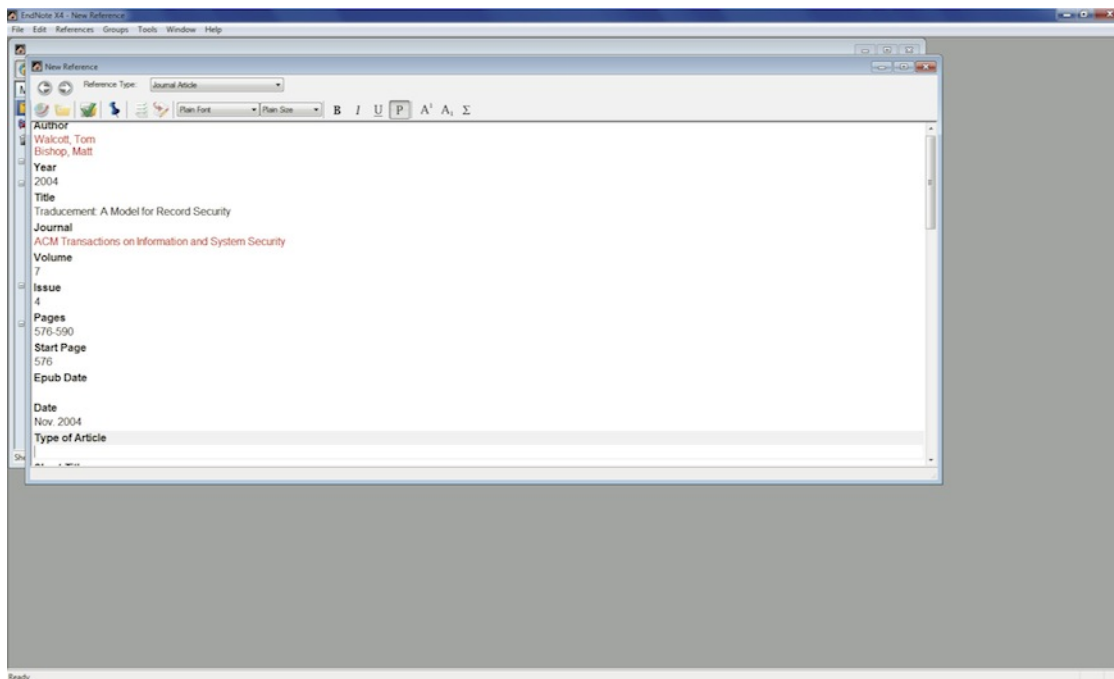 EndNote X4 - New Reference
File Edit References Groups Tools Window Help
New Reference
Reference Type: Journal Article
Plain Font Plain Size B I U P A¹ A₁ Σ
Author
Walcott, Tom
Bishop, Matt
Year
2004
Title
Traducement: A Model for Record Security
Journal
ACM Transactions on Information and System Security
Volume
7
Issue
4
Pages
576-590
Start Page
576
Epub Date
Date
Nov. 2004
Type of Article
Ready